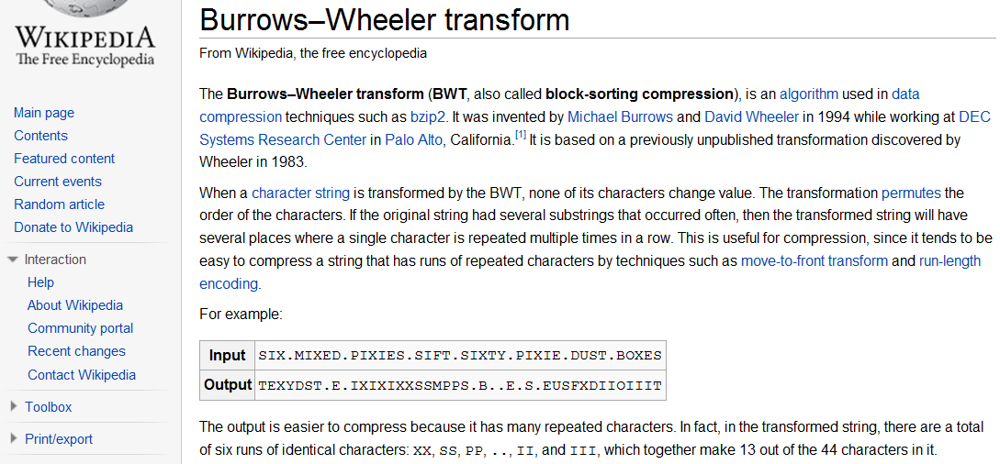 WIKIPEDIA
The Free Encyclopedia
Main page
Contents
Featured content
Current events
Random article
Donate to Wikipedia
Interaction
Help
About Wikipedia
Community portal
Recent changes
Contact Wikipedia
Toolbox
Print/export
Burrows–Wheeler transform
From Wikipedia, the free encyclopedia
The Burrows–Wheeler transform (BWT, also called block-sorting compression), is an algorithm used in data
compression techniques such as bzip2. It was invented by Michael Burrows and David Wheeler in 1994 while working at DEC
Systems Research Center in Palo Alto, California.[1] It is based on a previously unpublished transformation discovered by
Wheeler in 1983.
When a character string is transformed by the BWT, none of its characters change value. The transformation permutes the
order of the characters. If the original string had several substrings that occurred often, then the transformed string will have
several places where a single character is repeated multiple times in a row. This is useful for compression, since it tends to be
easy to compress a string that has runs of repeated characters by techniques such as move-to-front transform and run-length
encoding.
For example:
Input SIX.MIXED.PIXIES.SIFT.SIXTY.PIXIE.DUST.BOXES
Output TEXYDST.E.IXIXIXXSSMPPS.B..E.S.EUSFXDIIOIIIT
The output is easier to compress because it has many repeated characters. In fact, in the transformed string, there are a total
of six runs of identical characters: XX, SS, PP, .., II, and III, which together make 13 out of the 44 characters in it.